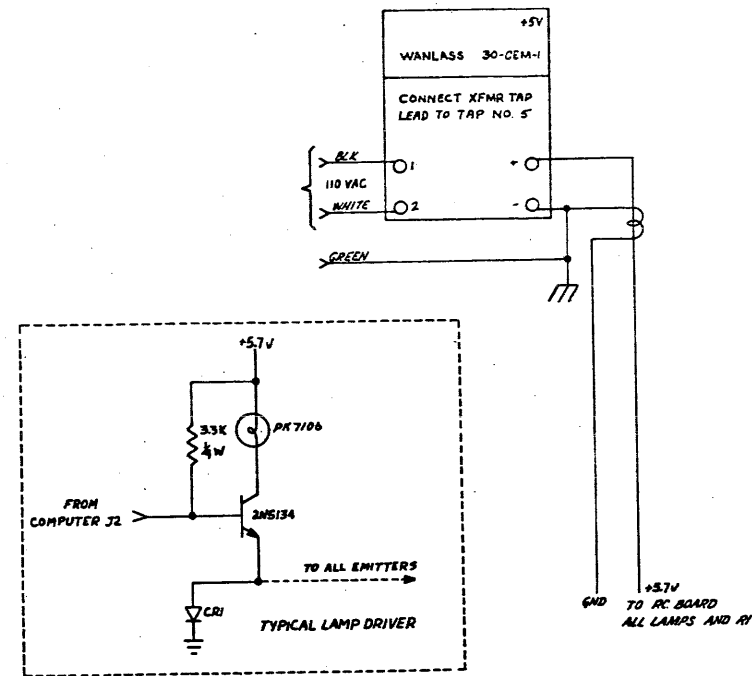 +5V
WANLASS 30-CEM-1
CONNECT XFMR TAP
LEAD TO TAP NO. 5
BLK
1
+
110 VAC
WHITE
2
-
GREEN
+5.7V
3.3K
¼W
PK7106
FROM
COMPUTER J2
2N5134
TO ALL EMITTERS
CR1
TYPICAL LAMP DRIVER
GND
+5.7V
TO P.C. BOARD
ALL LAMPS AND R1